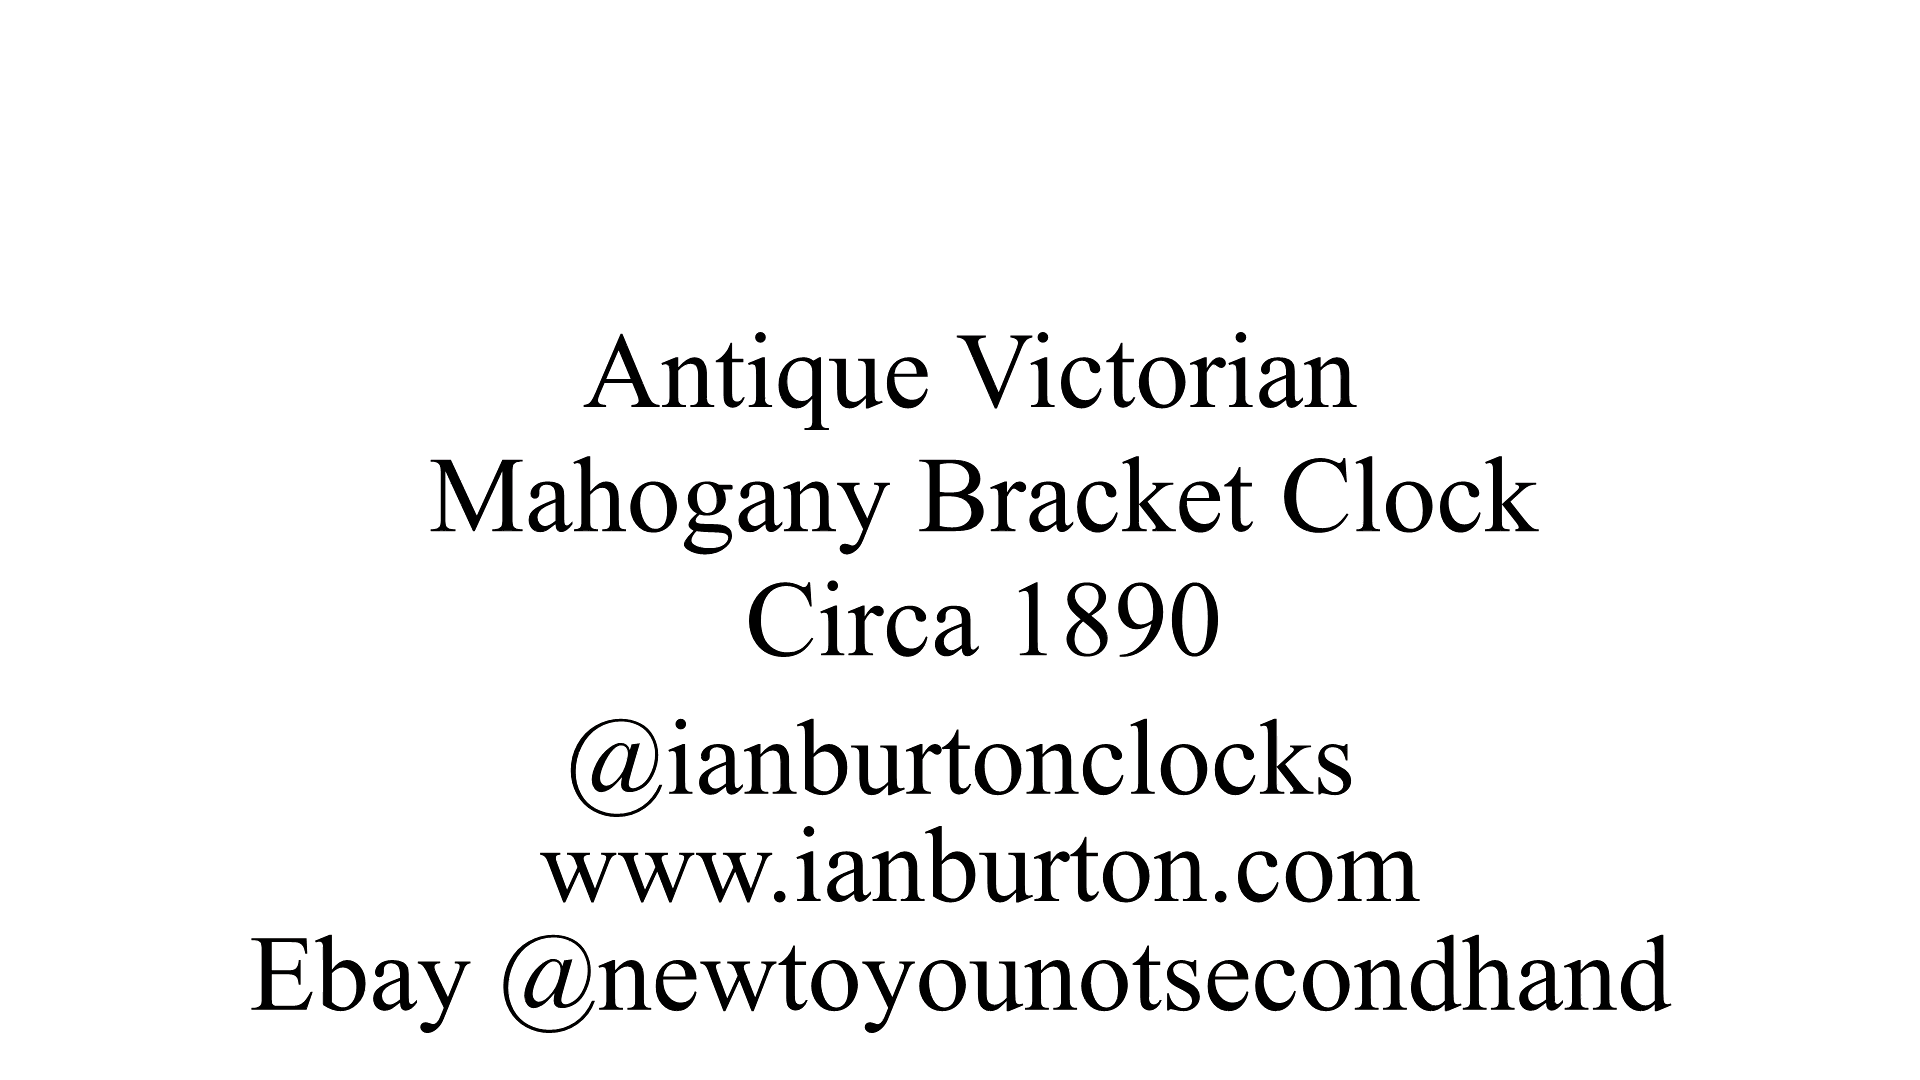 Antique Victorian
Mahogany Bracket Clock
Circa 1890
@ianburtonclocks
www.ianburton.com
Ebay @newtoyounotsecondhand